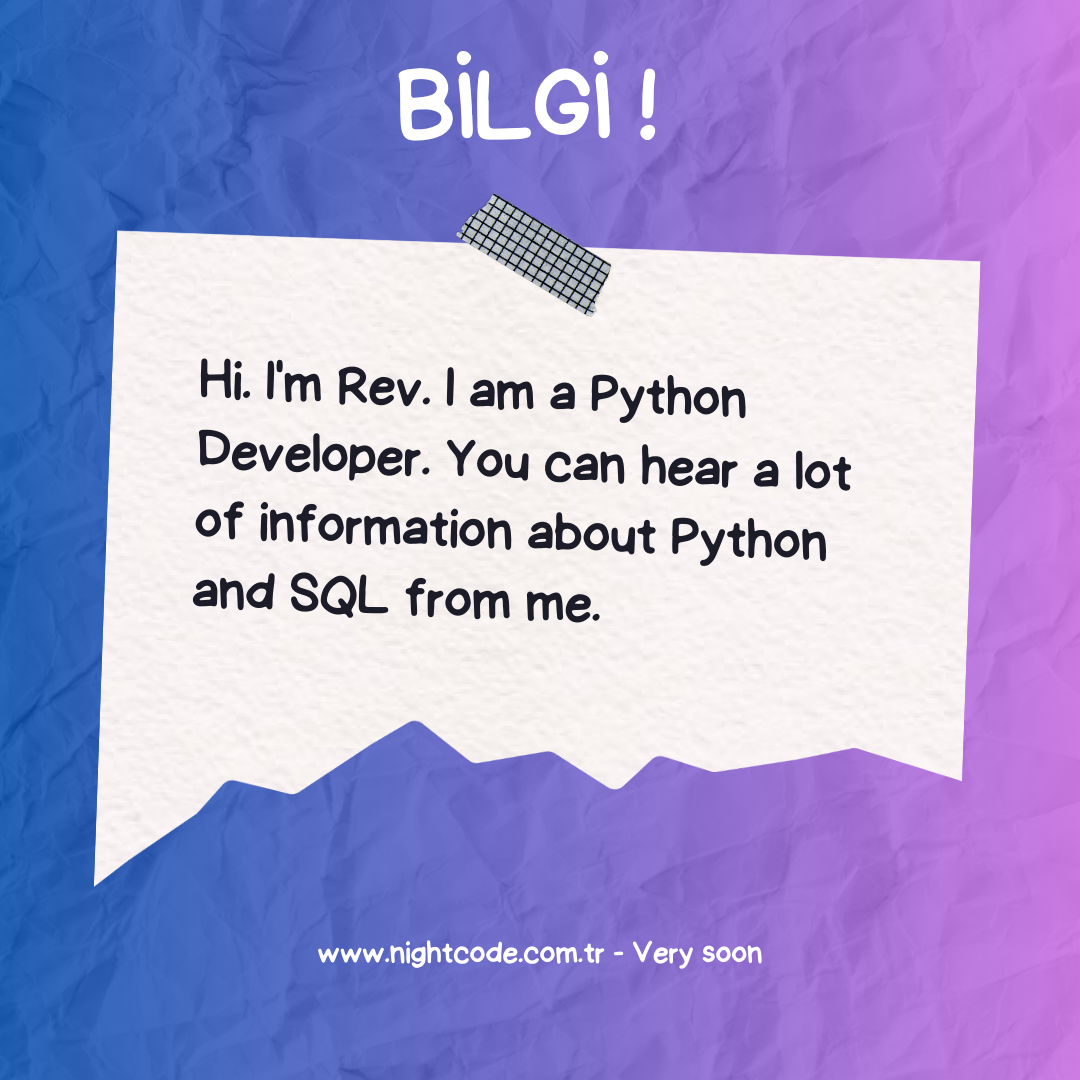 BİLGİ !
Hi. I'm Rev. I am a Python
Developer. You can hear a lot
of information about Python
and SQL from me.
www.nightcode.com.tr - Very soon